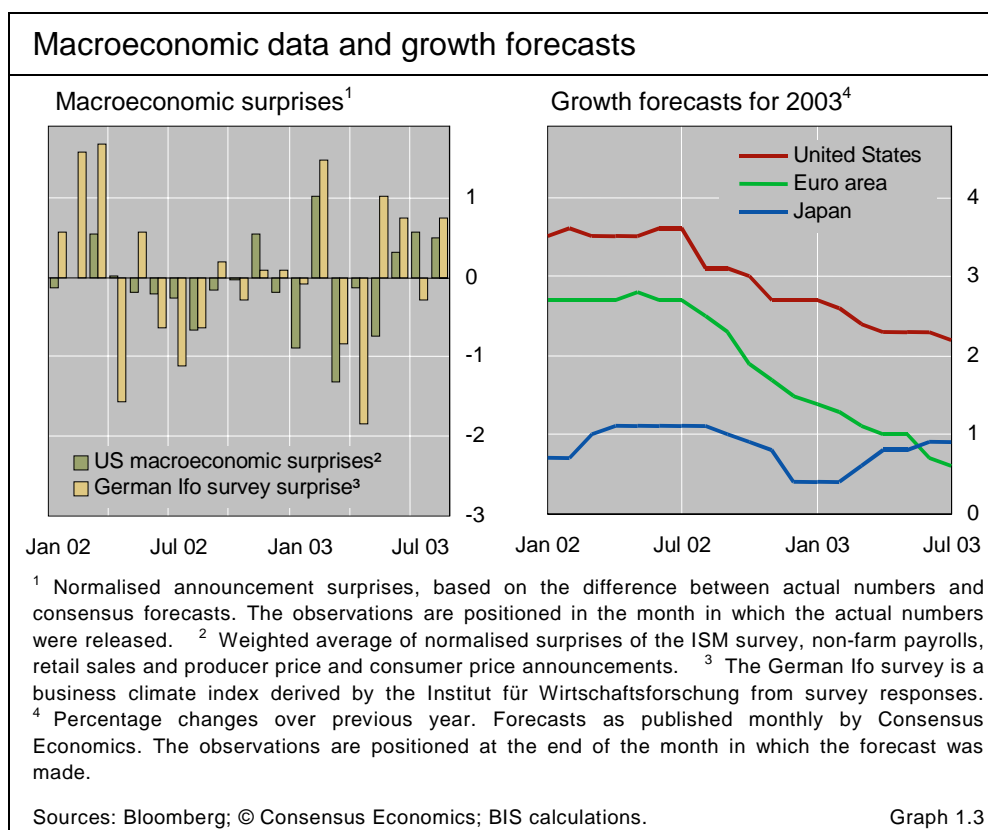 Macroeconomic data and growth forecasts
Macroeconomic surprises¹
1
0
-1
-2
-3
US macroeconomic surprises²
German Ifo survey surprise³
Jan 02 Jul 02 Jan 03 Jul 03
Growth forecasts for 2003⁴
United States
Euro area
Japan
4
3
2
1
0
Jan 02 Jul 02 Jan 03 Jul 03
¹ Normalised announcement surprises, based on the difference between actual numbers and
consensus forecasts. The observations are positioned in the month in which the actual numbers
were released. ² Weighted average of normalised surprises of the ISM survey, non-farm payrolls,
retail sales and producer price and consumer price announcements. ³ The German Ifo survey is a
business climate index derived by the Institut für Wirtschaftsforschung from survey responses.
⁴ Percentage changes over previous year. Forecasts as published monthly by Consensus
Economics. The observations are positioned at the end of the month in which the forecast was
made.
Sources: Bloomberg; © Consensus Economics; BIS calculations. Graph 1.3